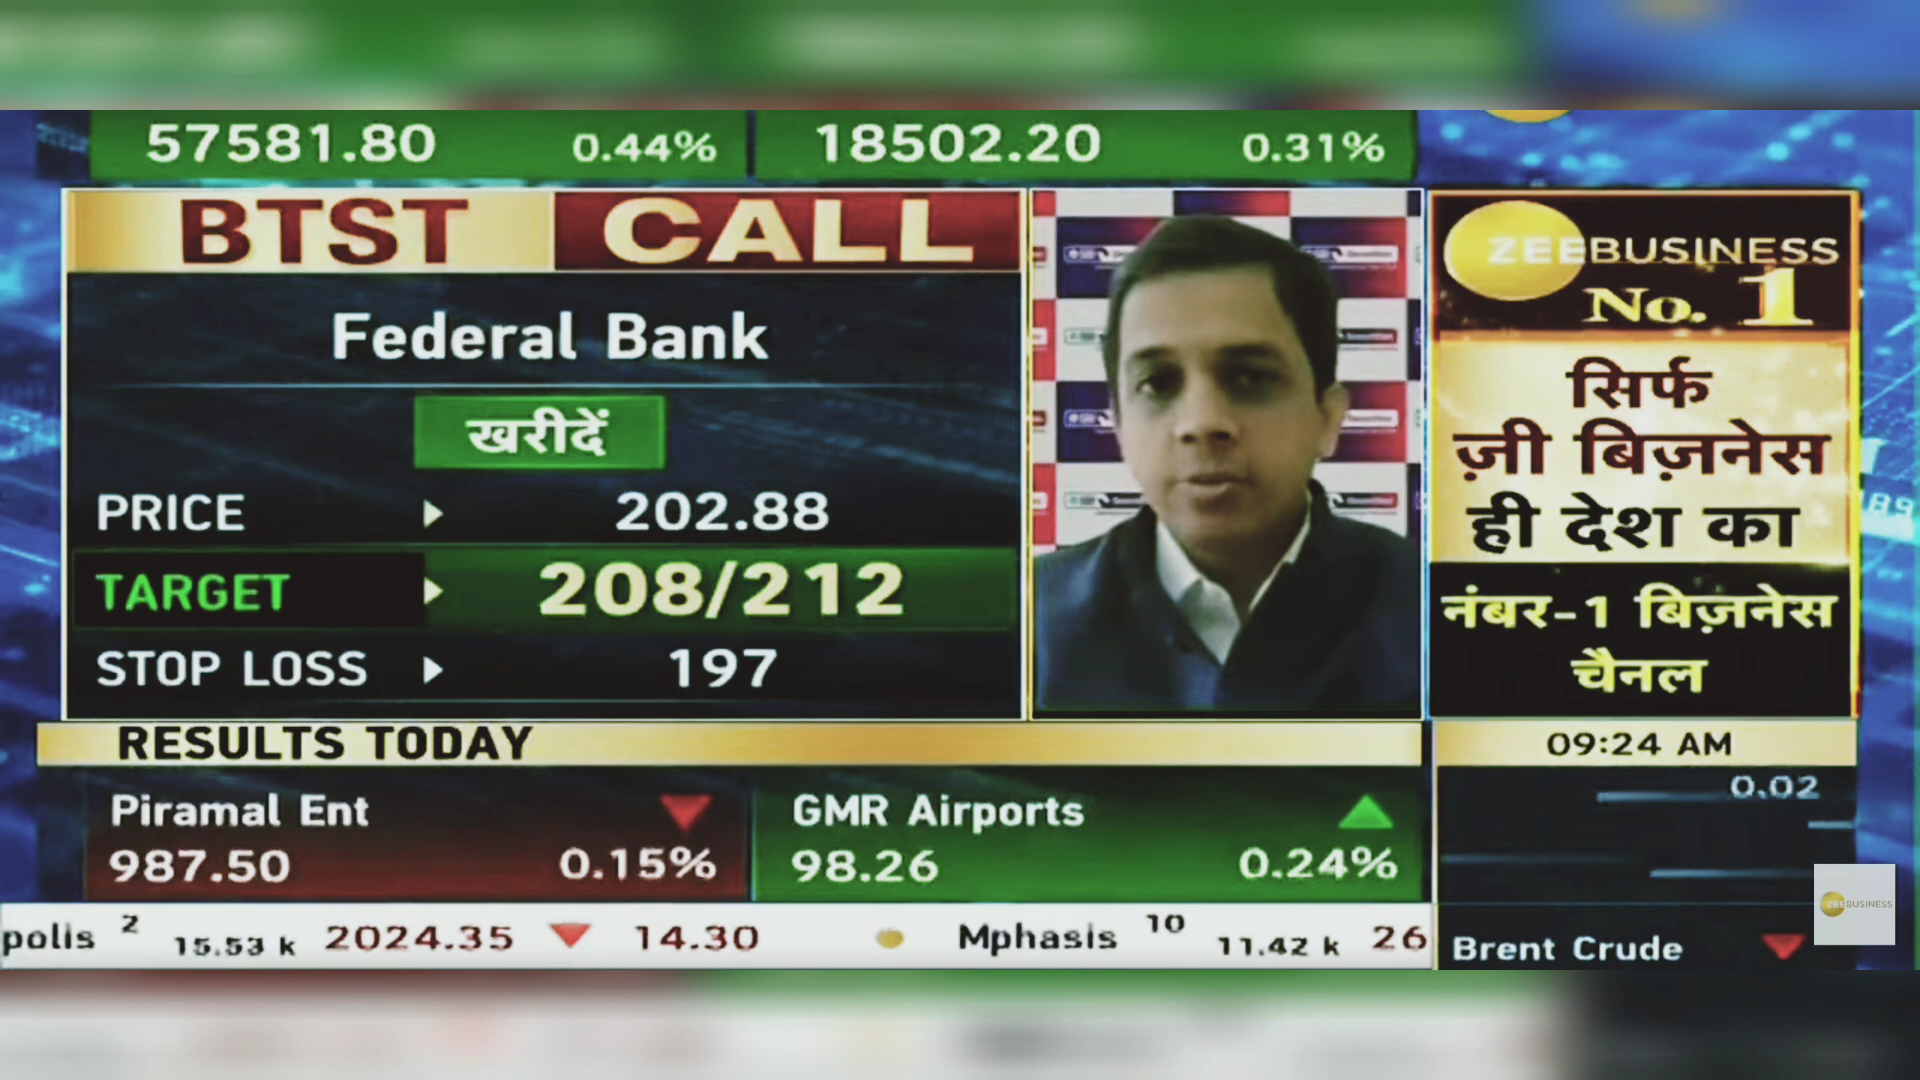 57581.80 0.44% 18502.20 0.31%
BTST CALL
Federal Bank
खरीदें
PRICE 202.88
TARGET 208/212
STOP LOSS 197
ZEEBUSINESS
No. 1
सिर्फ
ज़ी बिज़नेस
ही देश का
नंबर-1 बिज़नेस
चैनल
RESULTS TODAY
09:24 AM
Piramal Ent
987.50 0.15%
GMR Airports
98.26 0.24%
0.02
polis 2 15.53 k 2024.35 14.30 Mphasis 10 11.42 k 26
Brent Crude
ZEEBUSINESS